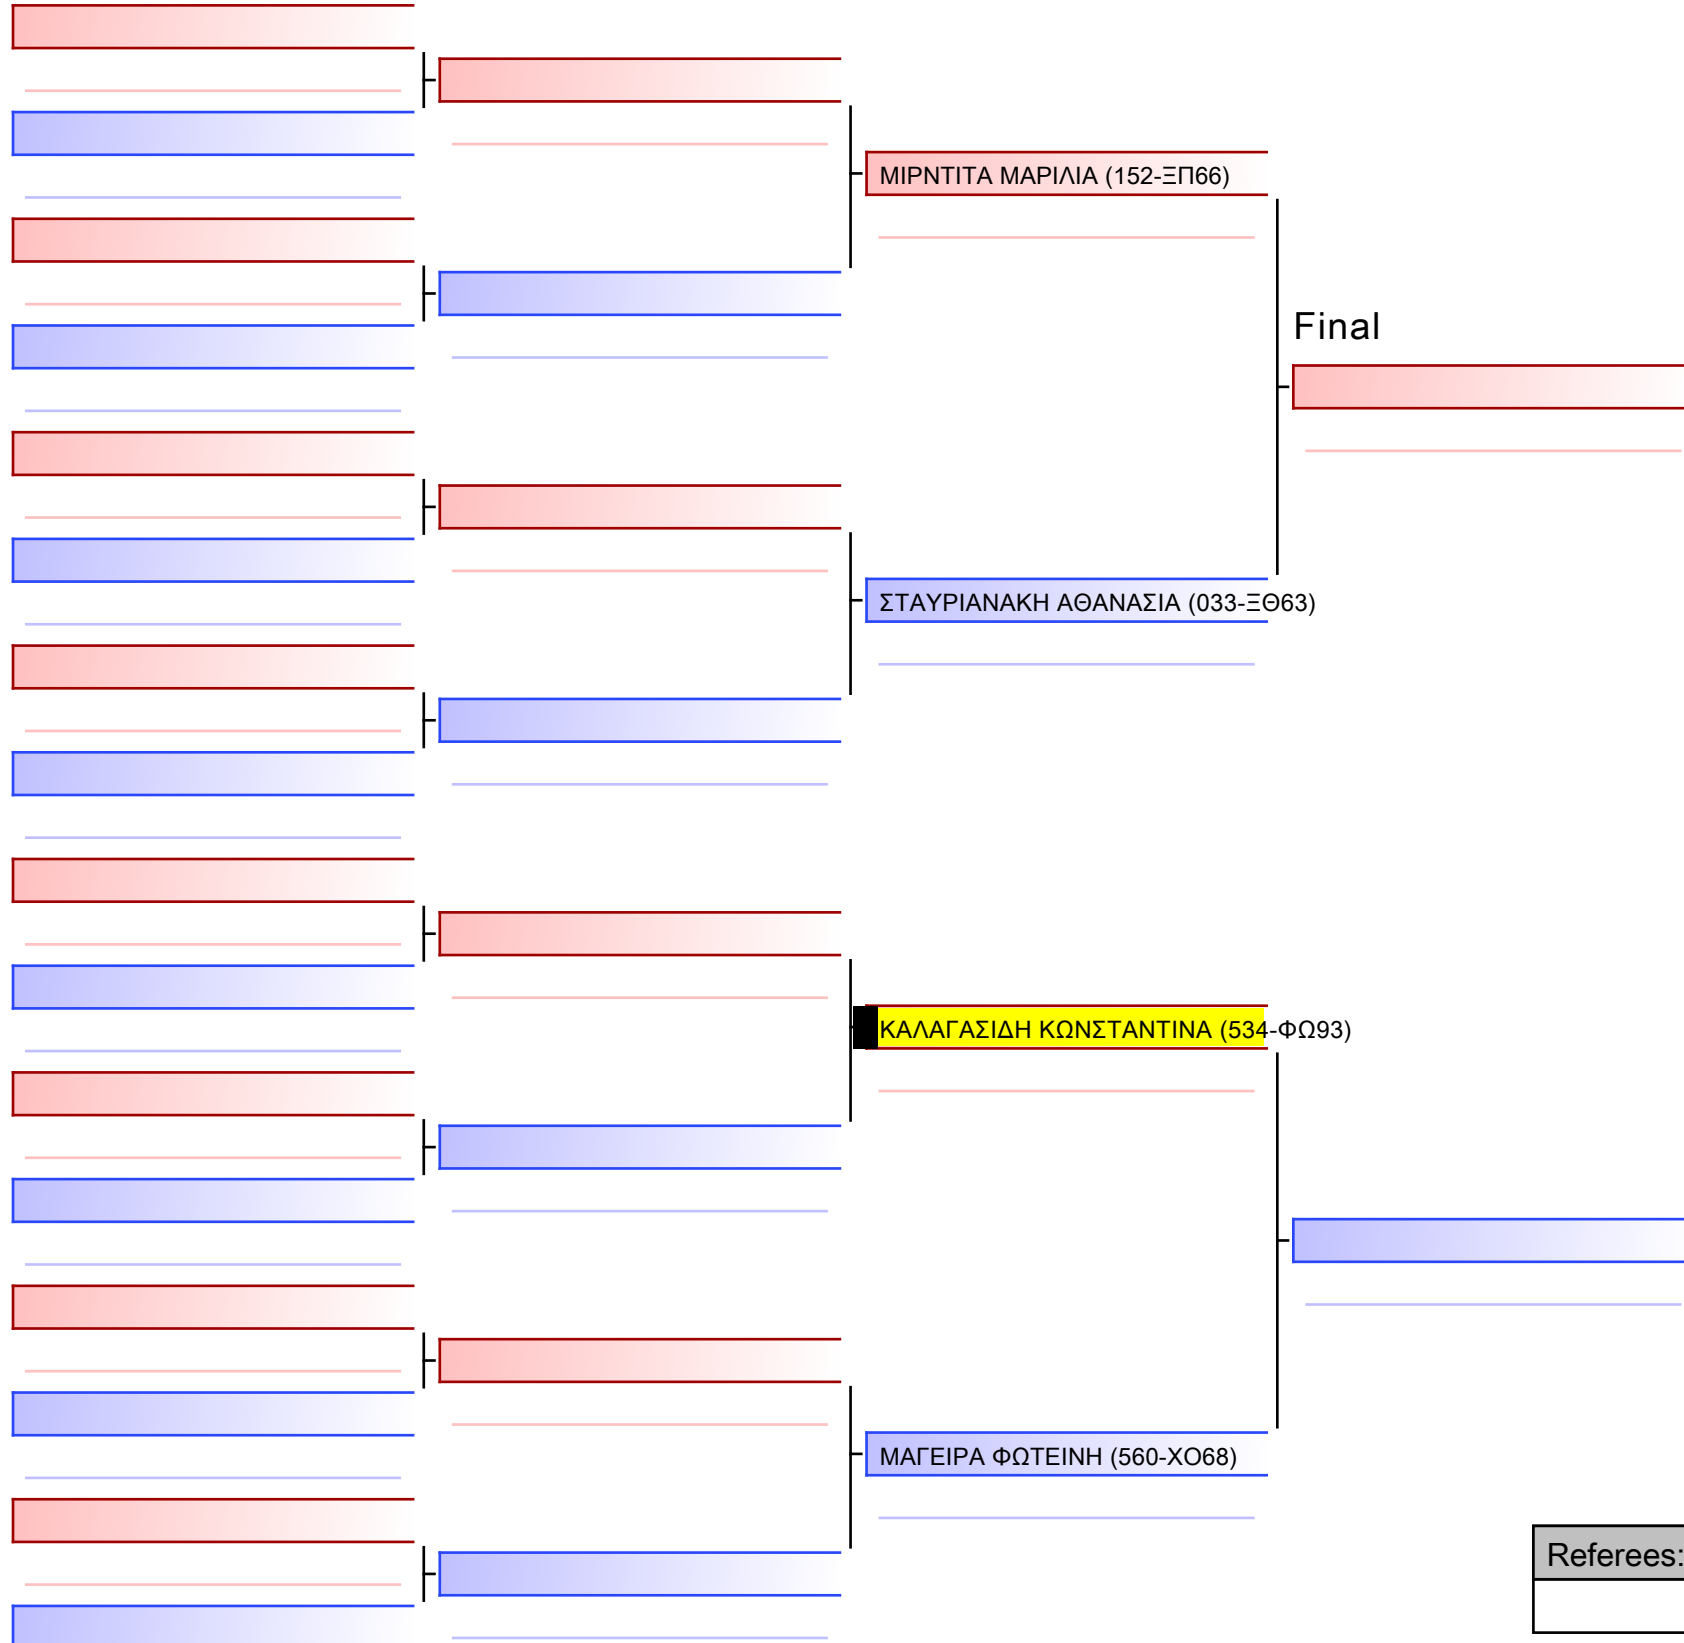 ΜΙΡΝΤΙΤΑ ΜΑΡΙΛΙΑ (152-ΞΠ66)
Final
ΣΤΑΥΡΙΑΝΑΚΗ ΑΘΑΝΑΣΙΑ (033-ΞΘ63)
ΚΑΛΑΓΑΣΙΔΗ ΚΩΝΣΤΑΝΤΙΝΑ (534-ΦΩ93)
ΜΑΓΕΙΡΑ ΦΩΤΕΙΝΗ (560-ΧΟ68)
Referees: